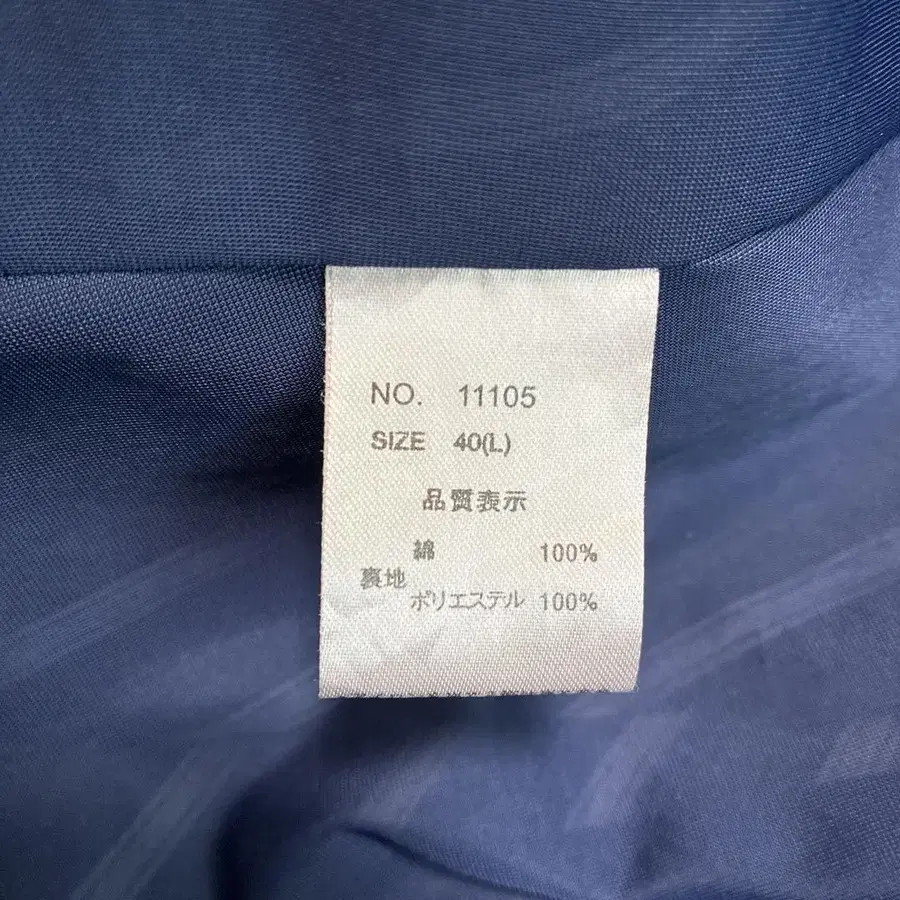 NO. 11105
SIZE 40(L)
品質表示
綿 100%
裏地
ポリエステル 100%